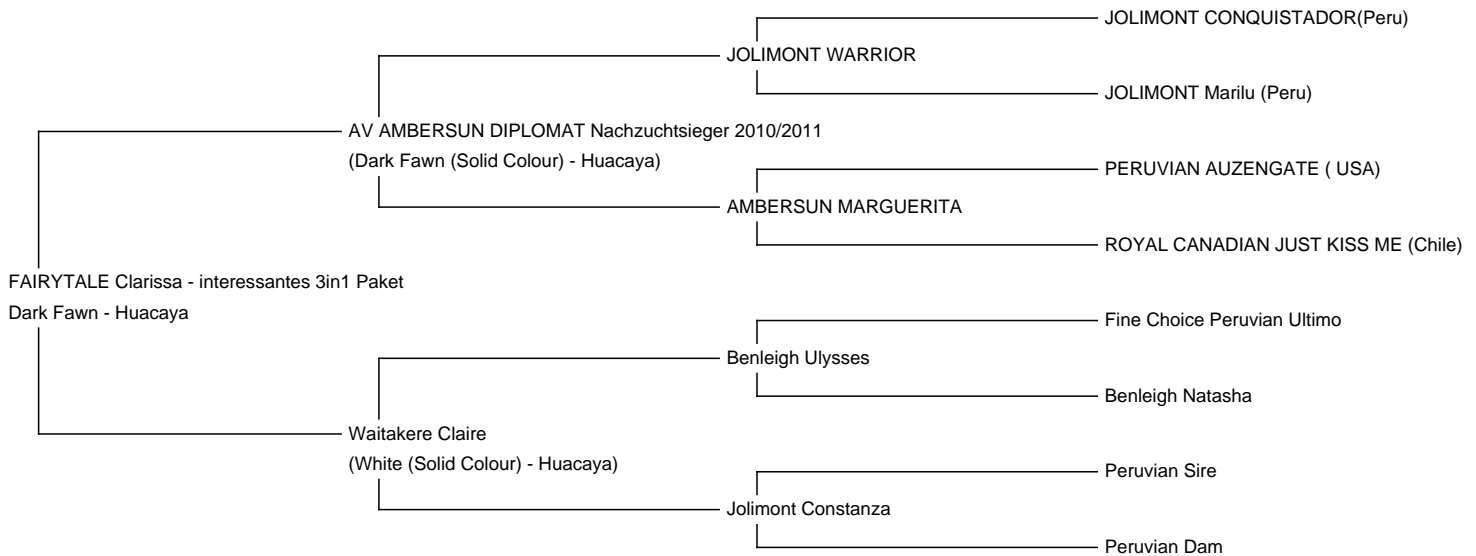 JOLIMONT CONQUISTADOR(Peru)
JOLIMONT WARRIOR
JOLIMONT Marilu (Peru)
AV AMBERSUN DIPLOMAT Nachzuchtsieger 2010/2011
(Dark Fawn (Solid Colour) - Huacaya)
PERUVIAN AUZENGATE ( USA)
AMBERSUN MARGUERITA
ROYAL CANADIAN JUST KISS ME (Chile)
FAIRYTALE Clarissa - interessantes 3in1 Paket
Dark Fawn - Huacaya
Fine Choice Peruvian Ultimo
Benleigh Ulysses
Benleigh Natasha
Waitakere Claire
(White (Solid Colour) - Huacaya)
Peruvian Sire
Jolimont Constanza
Peruvian Dam